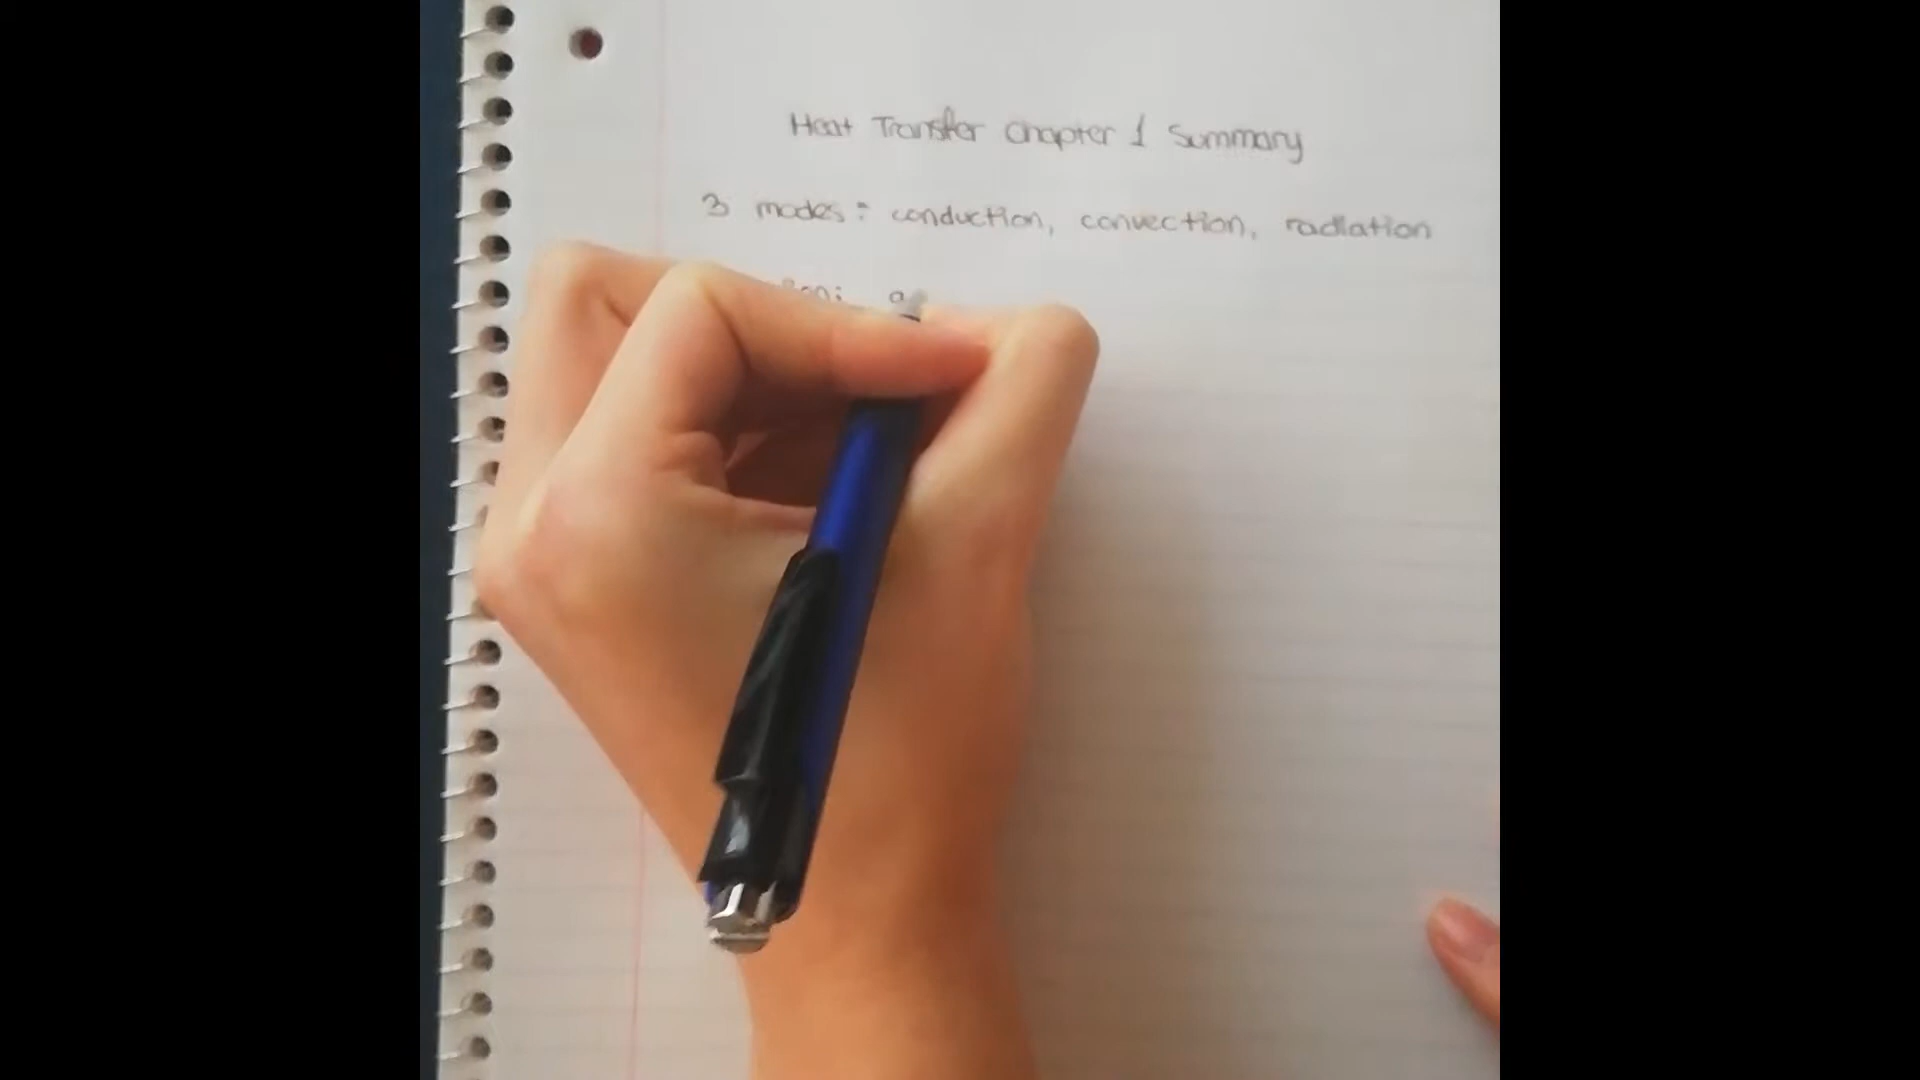 Heat Transfer Chapter 1 Summary
3 modes: conduction, convection, radiation